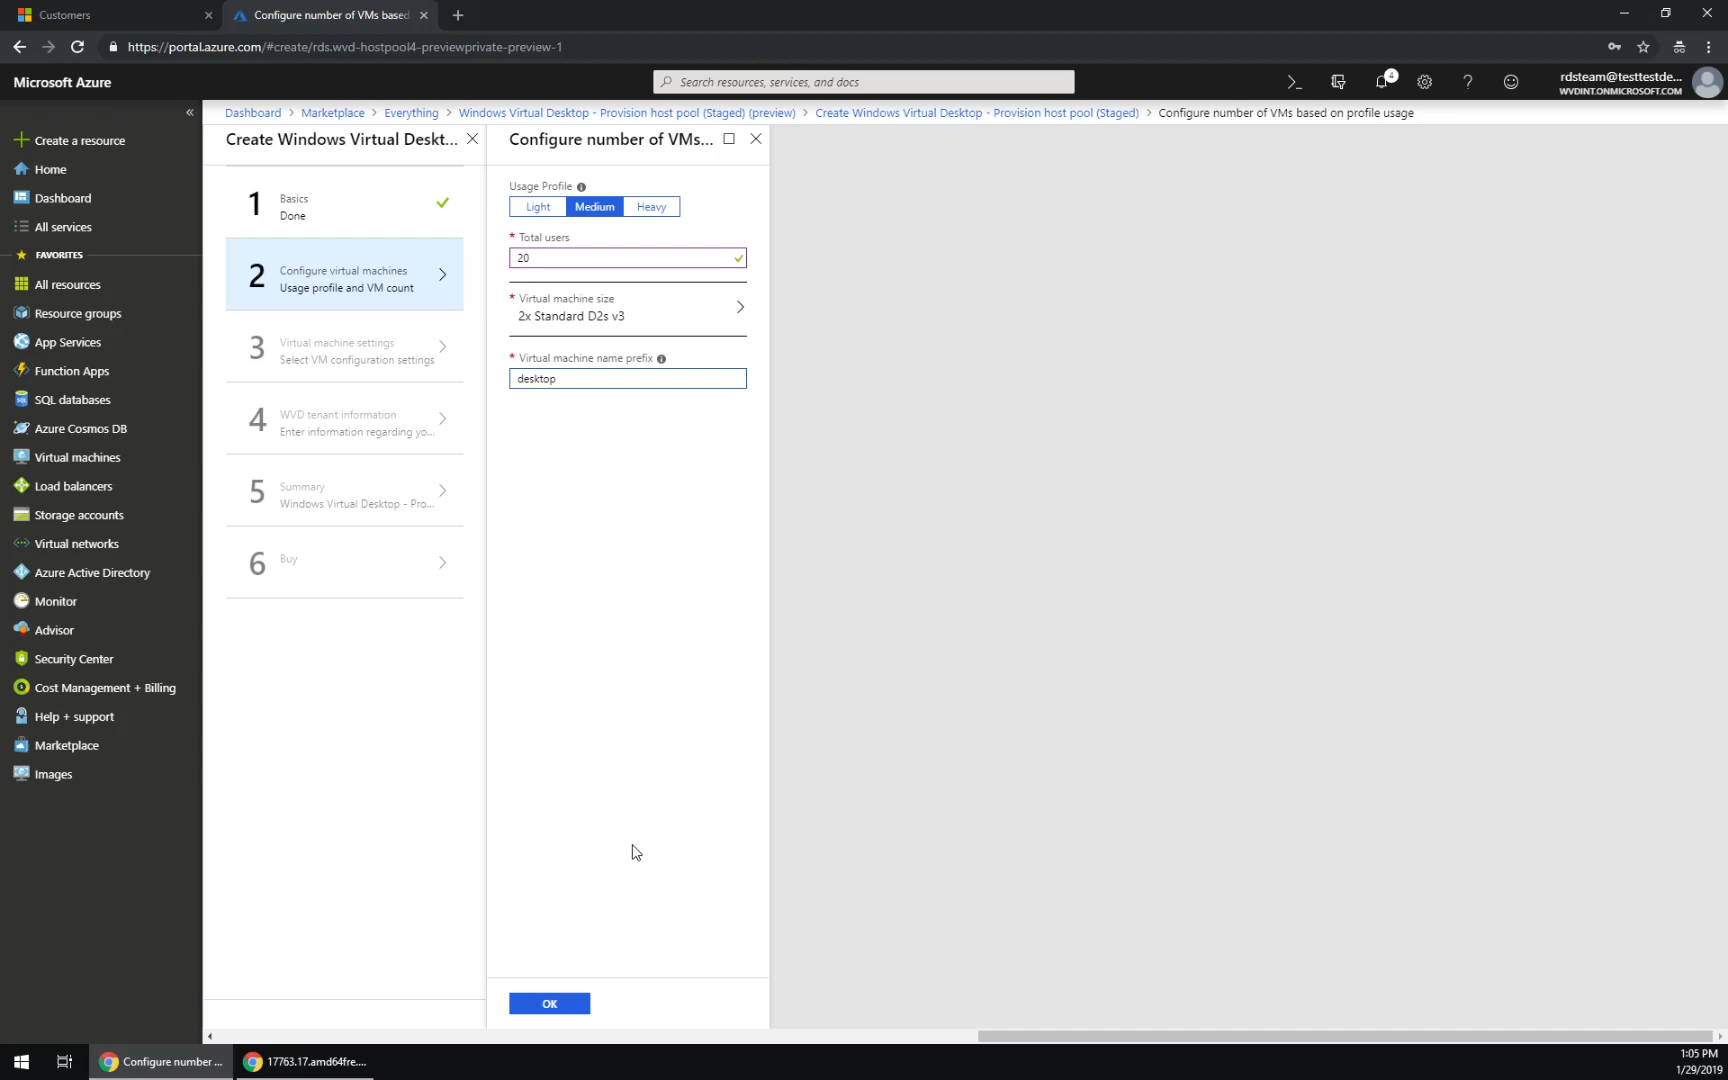 Customers
Configure number of VMs based
https://portal.azure.com/#create/rds.wvd-hostpool4-previewprivate-preview-1
Microsoft Azure
Search resources, services, and docs
4
rdsteam@testtestde...
WVDINT.ONMICROSOFT.COM
Dashboard > Marketplace > Everything > Windows Virtual Desktop - Provision host pool (Staged) (preview) > Create Windows Virtual Desktop - Provision host pool (Staged) > Configure number of VMs based on profile usage
Create a resource
Home
Dashboard
All services
FAVORITES
All resources
Resource groups
App Services
Function Apps
SQL databases
Azure Cosmos DB
Virtual machines
Load balancers
Storage accounts
Virtual networks
Azure Active Directory
Monitor
Advisor
Security Center
Cost Management + Billing
Help + support
Marketplace
Images
Create Windows Virtual Deskt...
1
Basics
Done
2
Configure virtual machines
Usage profile and VM count
3
Virtual machine settings
Select VM configuration settings
4
WVD tenant information
Enter information regarding yo...
5
Summary
Windows Virtual Desktop - Pro...
6
Buy
Configure number of VMs...
Usage Profile
Light Medium Heavy
* Total users
20
* Virtual machine size
2x Standard D2s v3
* Virtual machine name prefix
desktop
OK
Configure number ...
17763.17.amd64fre....
1:05 PM
1/29/2019